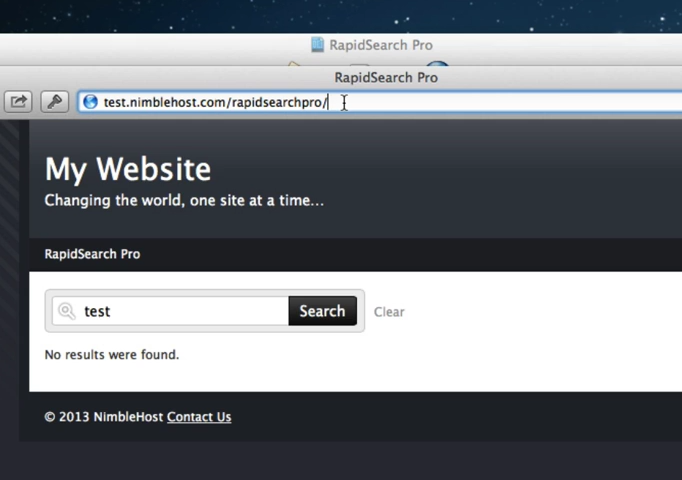 RapidSearch Pro
RapidSearch Pro
test.nimblehost.com/rapidsearchpro/
My Website
Changing the world, one site at a time...
RapidSearch Pro
test Search Clear
No results were found.
© 2013 NimbleHost Contact Us